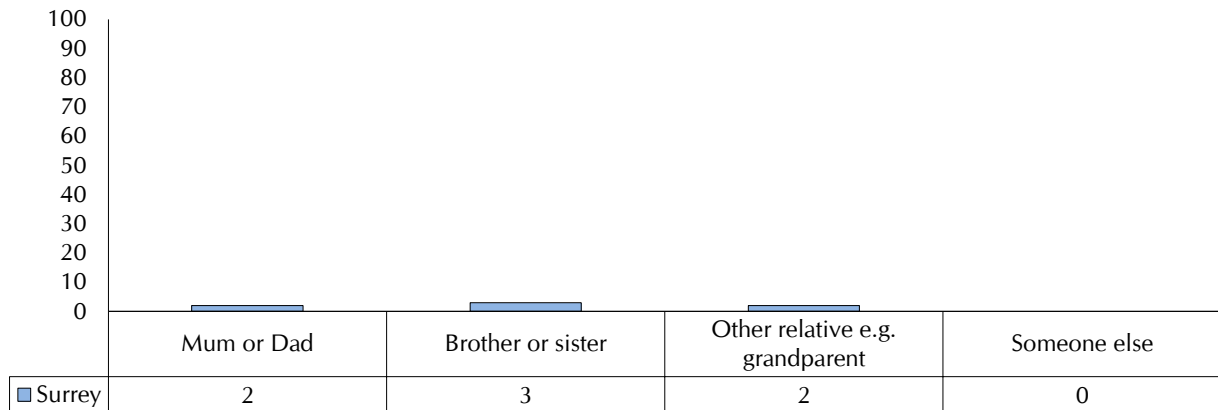 100
90
80
70
60
50
40
30
20
10
0
Mum or Dad
Brother or sister
Other relative e.g.
grandparent
Someone else
Surrey 2 3 2 0